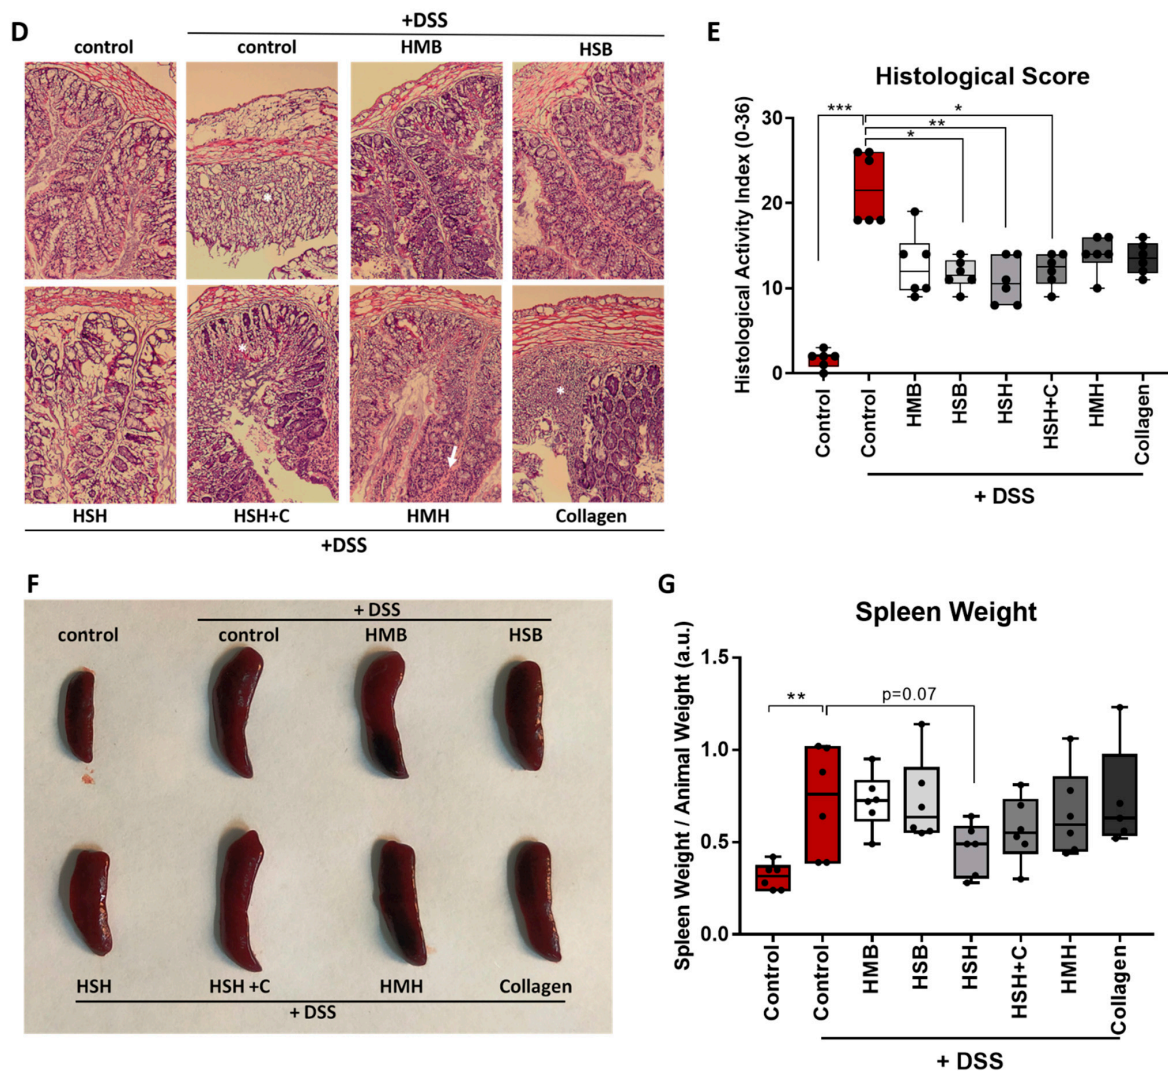 D
+DSS
control control HMB HSB
* * *
HSH HSH+C HMH Collagen
+DSS
E
Histological Score
Histological Activity Index (0-36)
30
20
10
0
***
*
**
*
Control Control HMB HSB HSH HSH+C HMH Collagen
+ DSS
F
+ DSS
control control HMB HSB
HSH HSH +C HMH Collagen
+ DSS
G
Spleen Weight
Spleen Weight / Animal Weight (a.u.)
1.5
1.0
0.5
0.0
**
p=0.07
Control Control HMB HSB HSH HSH+C HMH Collagen
+ DSS